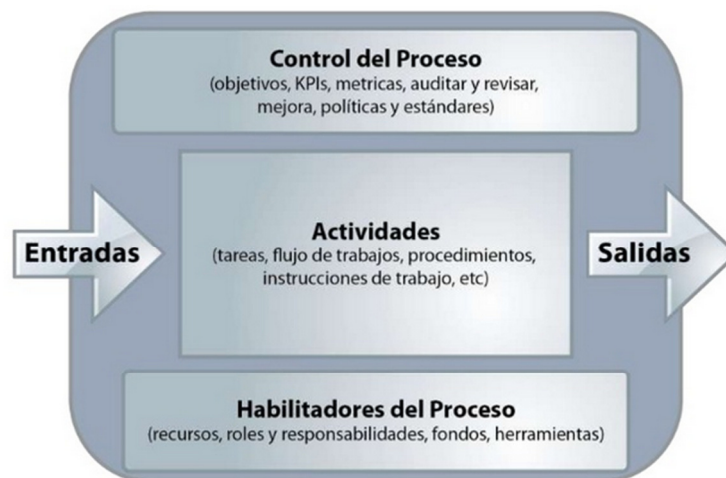 Control del Proceso
(objetivos, KPIs, metricas, auditar y revisar,
mejora, políticas y estándares)
Entradas
Actividades
(tareas, flujo de trabajos, procedimientos,
instrucciones de trabajo, etc)
Salidas
Habilitadores del Proceso
(recursos, roles y responsabilidades, fondos, herramientas)